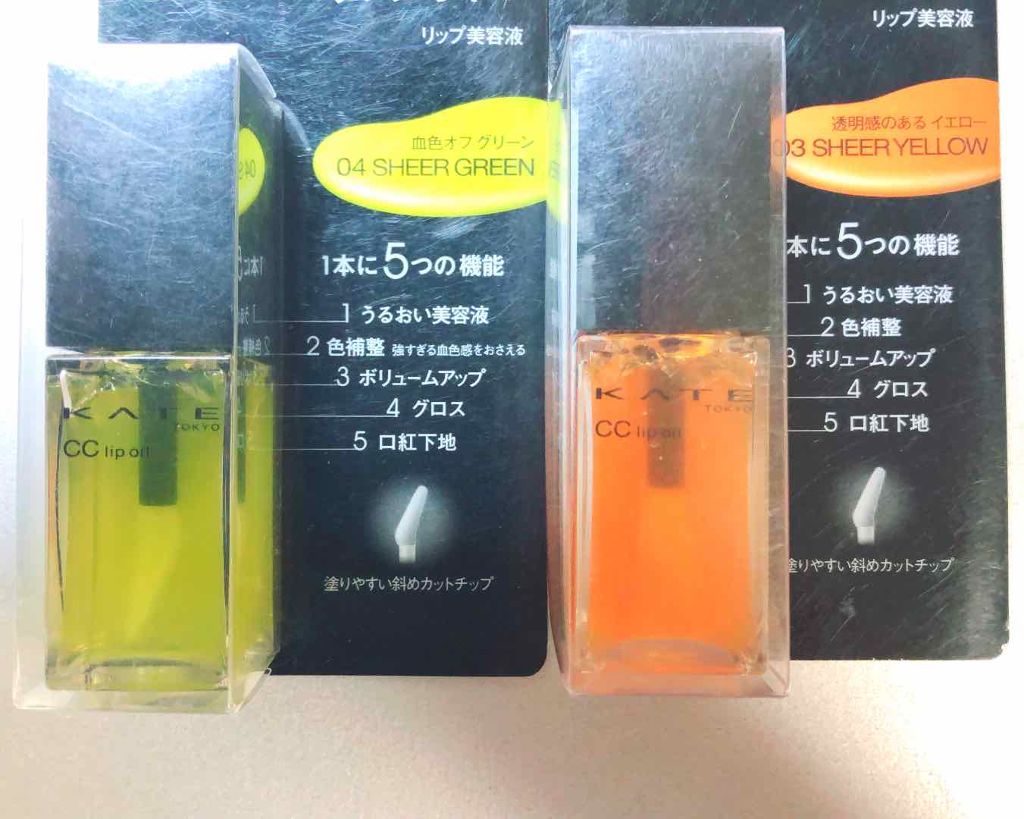 リップ美容液
血色オフ グリーン
04 SHEER GREEN
1本に5つの機能
1 うるおい美容液
2 色補整 強すぎる血色感をおさえる
3 ボリュームアップ
4 グロス
5 口紅下地
塗りやすい斜めカットチップ
KATE
TOKYO
CC lip oil
リップ美容液
透明感のある イエロー
03 SHEER YELLOW
本に5つの機能
1 うるおい美容液
2 色補整
3 ボリュームアップ
4 グロス
5 口紅下地
塗りやすい斜めカットチップ
KATE
TOKYO
CC lip oil